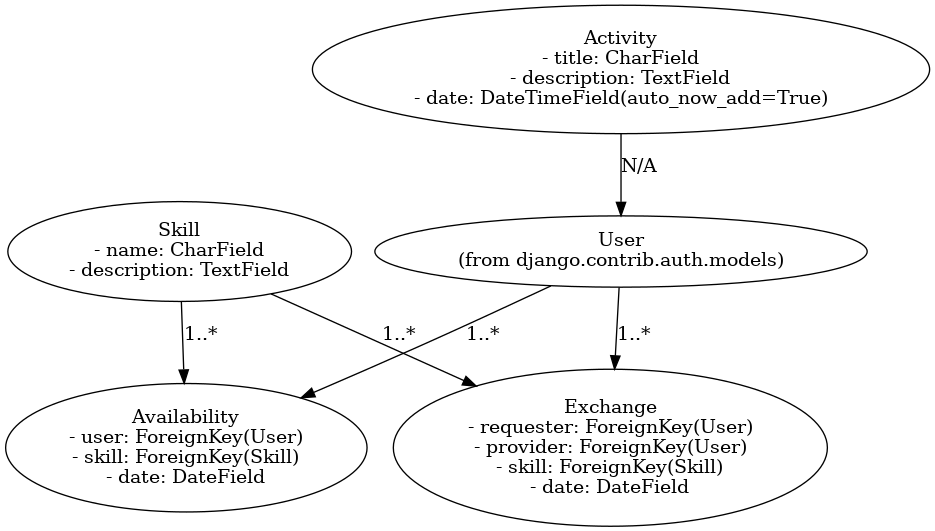 Activity
- title: CharField
- description: TextField
- date: DateTimeField(auto_now_add=True)
N/A
Skill
- name: CharField
- description: TextField
User
(from django.contrib.auth.models)
1..*
1..*
1..*
1..*
Availability
- user: ForeignKey(User)
- skill: ForeignKey(Skill)
- date: DateField
Exchange
- requester: ForeignKey(User)
- provider: ForeignKey(User)
- skill: ForeignKey(Skill)
- date: DateField